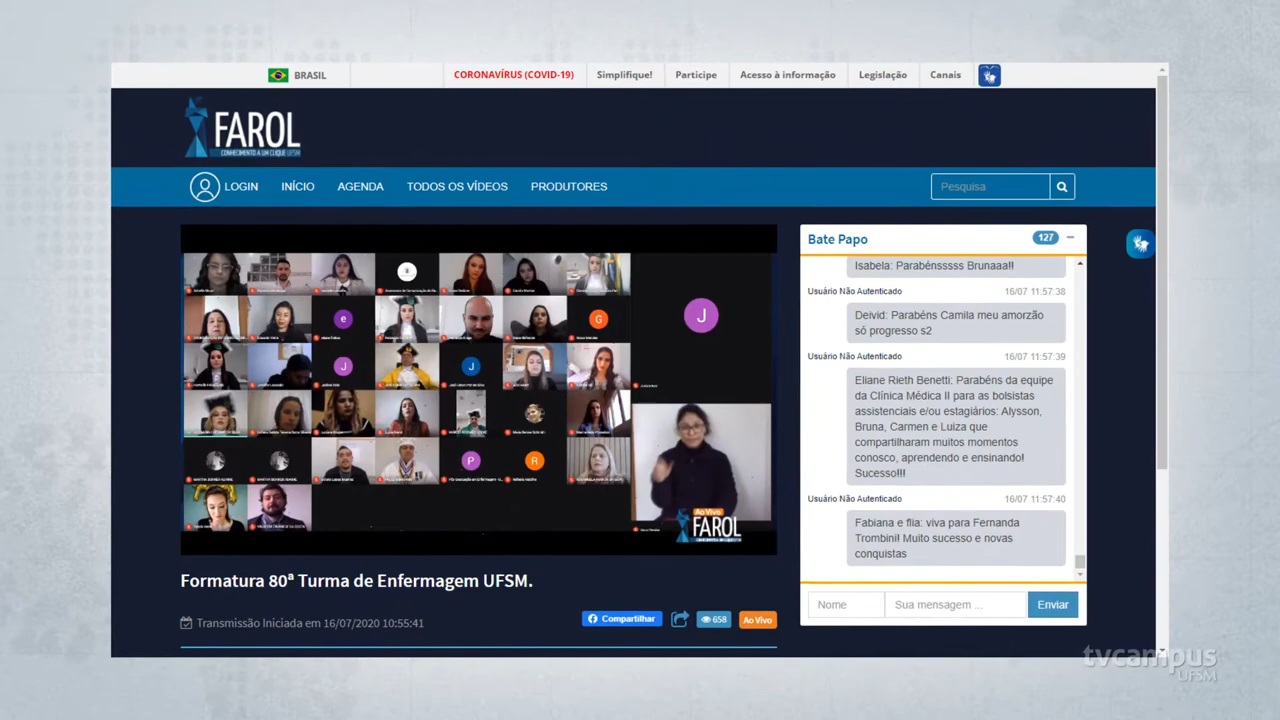 BRASIL
CORONAVÍRUS (COVID-19)
Simplifique!
Participe
Acesso à informação
Legislação
Canais
FAROL
CONHECIMENTO A UM CLIQUE UFSM
LOGIN
INÍCIO
AGENDA
TODOS OS VÍDEOS
PRODUTORES
Pesquisa
e
G
J
J
P
R
J
Ao Vivo
FAROL
Formatura 80ª Turma de Enfermagem UFSM.
Transmissão Iniciada em 16/07/2020 10:55:41
Compartilhar
658
Ao Vivo
Bate Papo
127
Isabela: Parabénsssss Brunaaa!!
Usuário Não Autenticado
16/07 11:57:38
Deivid: Parabéns Camila meu amorzão
só progresso s2
Usuário Não Autenticado
16/07 11:57:39
Eliane Rieth Benetti: Parabéns da equipe
da Clínica Médica II para as bolsistas
assistenciais e/ou estagiários: Alysson,
Bruna, Carmen e Luiza que
compartilharam muitos momentos
conosco, aprendendo e ensinando!
Sucesso!!!
Usuário Não Autenticado
16/07 11:57:40
Fabiana e flia: viva para Fernanda
Trombini! Muito sucesso e novas
conquistas
Nome
Sua mensagem ...
Enviar
tvcampus
UFSM